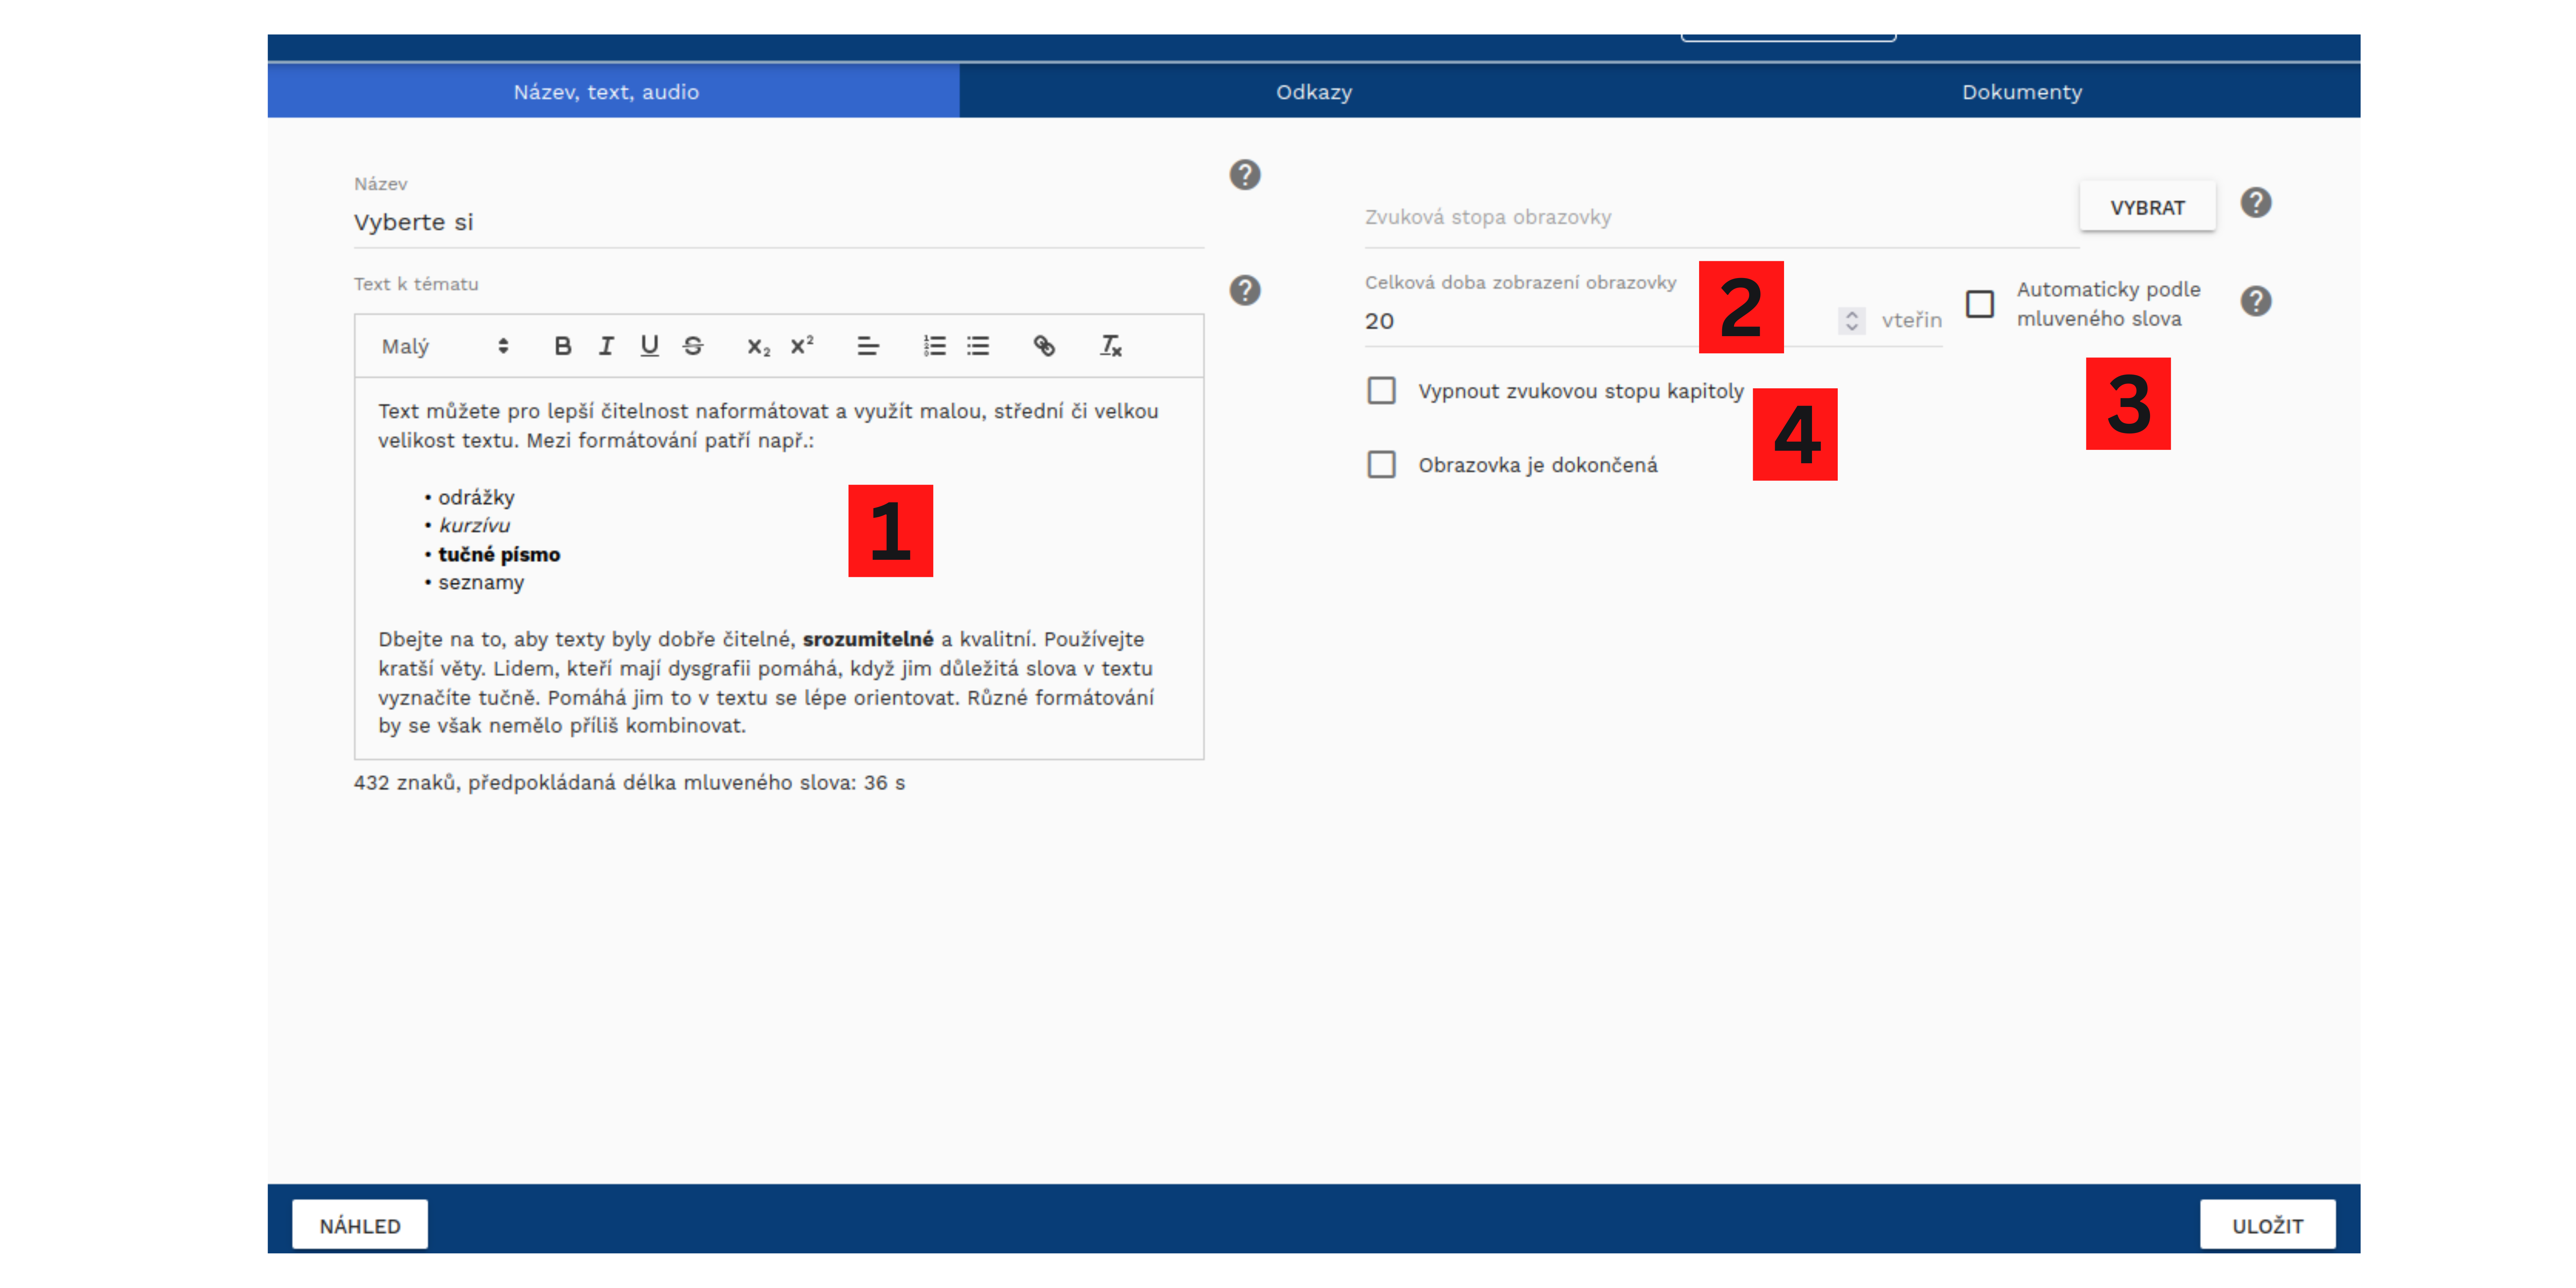 Název, text, audio
Odkazy
Dokumenty
Název
Vyberte si
Text k tématu
Malý
B I U S x₂ x²
Text můžete pro lepší čitelnost naformátovat a využít malou, střední či velkou
velikost textu. Mezi formátování patří např.:
• odrážky
• kurzívu
• tučné písmo
• seznamy
1
Dbejte na to, aby texty byly dobře čitelné, srozumitelné a kvalitní. Používejte
kratší věty. Lidem, kteří mají dysgrafii pomáhá, když jim důležitá slova v textu
vyznačíte tučně. Pomáhá jim to v textu se lépe orientovat. Různé formátování
by se však nemělo příliš kombinovat.
432 znaků, předpokládaná délka mluveného slova: 36 s
Zvuková stopa obrazovky
VYBRAT
Celková doba zobrazení obrazovky
20
vteřin
2
Automaticky podle
mluveného slova
3
Vypnout zvukovou stopu kapitoly
4
Obrazovka je dokončená
NÁHLED
ULOŽIT